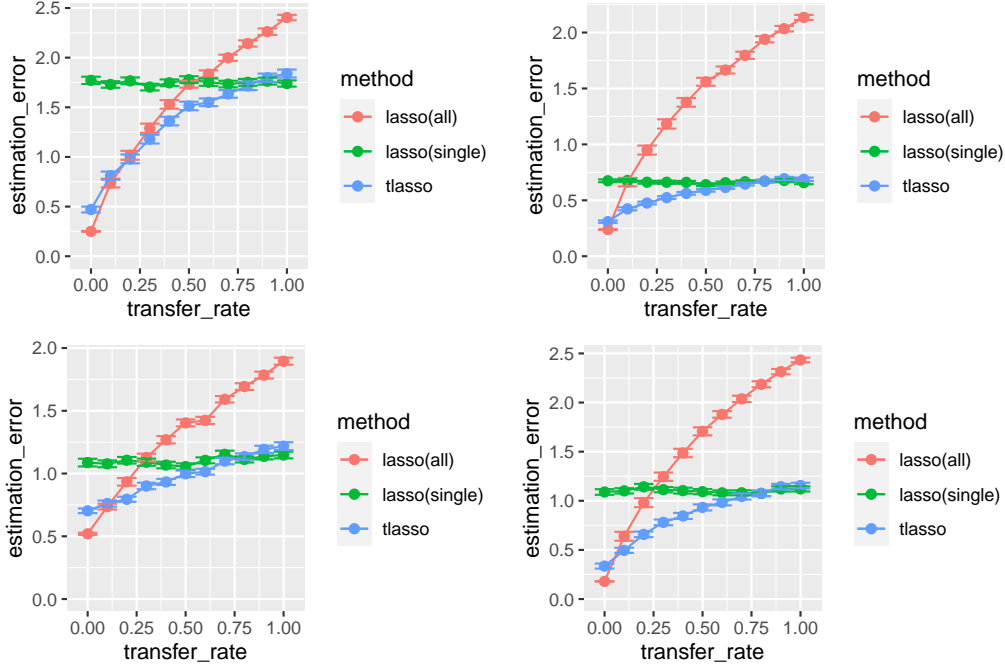 2.5
2.0
1.5
1.0
0.5
0.0
estimation_error
0.00 0.25 0.50 0.75 1.00
transfer_rate
method
lasso(all)
lasso(single)
tlasso
2.0
1.5
1.0
0.5
0.0
estimation_error
0.00 0.25 0.50 0.75 1.00
transfer_rate
method
lasso(all)
lasso(single)
tlasso
2.0
1.5
1.0
0.5
0.0
estimation_error
0.00 0.25 0.50 0.75 1.00
transfer_rate
method
lasso(all)
lasso(single)
tlasso
2.5
2.0
1.5
1.0
0.5
0.0
estimation_error
0.00 0.25 0.50 0.75 1.00
transfer_rate
method
lasso(all)
lasso(single)
tlasso